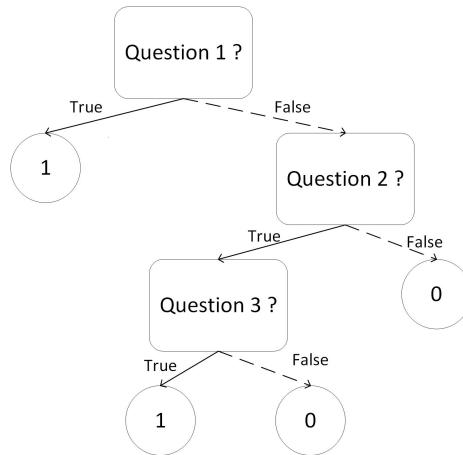 Question 1 ?
True
False
1
Question 2 ?
True
False
Question 3 ?
0
True
False
1
0